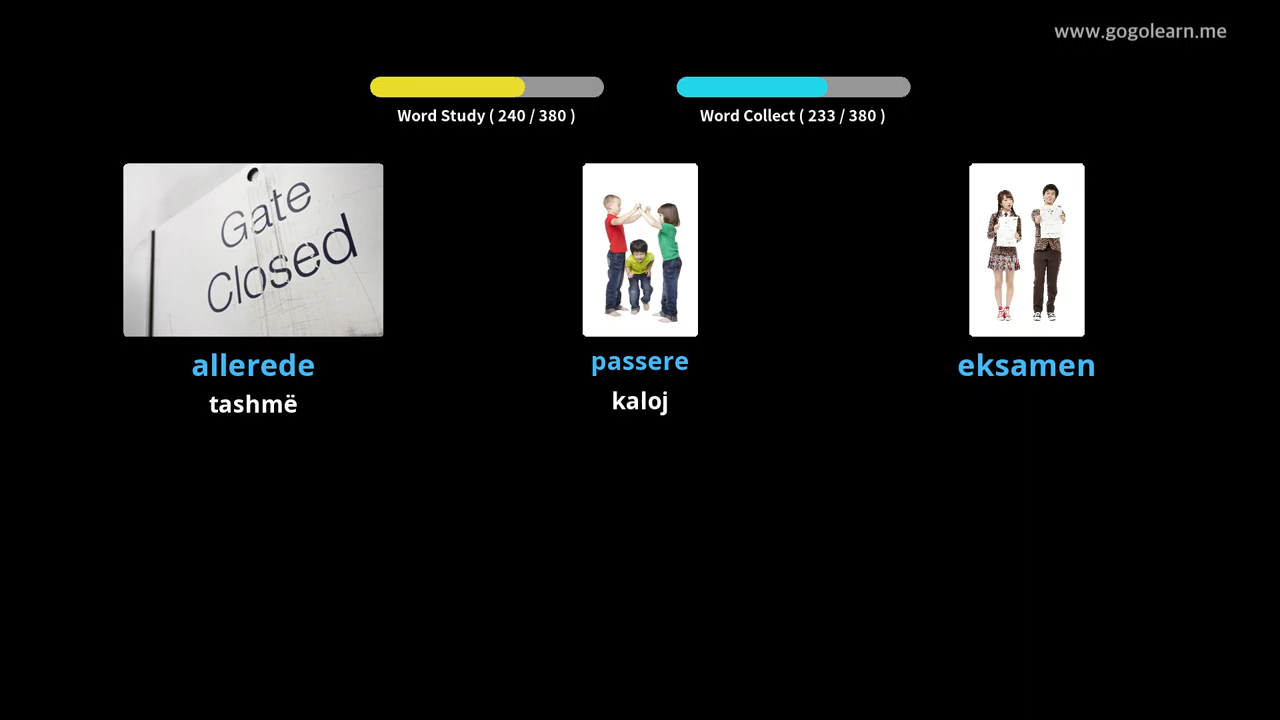 www.gogolearn.me
Word Study ( 240 / 380 )
Word Collect ( 233 / 380 )
Gate
Closed
allerede
passere
eksamen
tashmë
kaloj